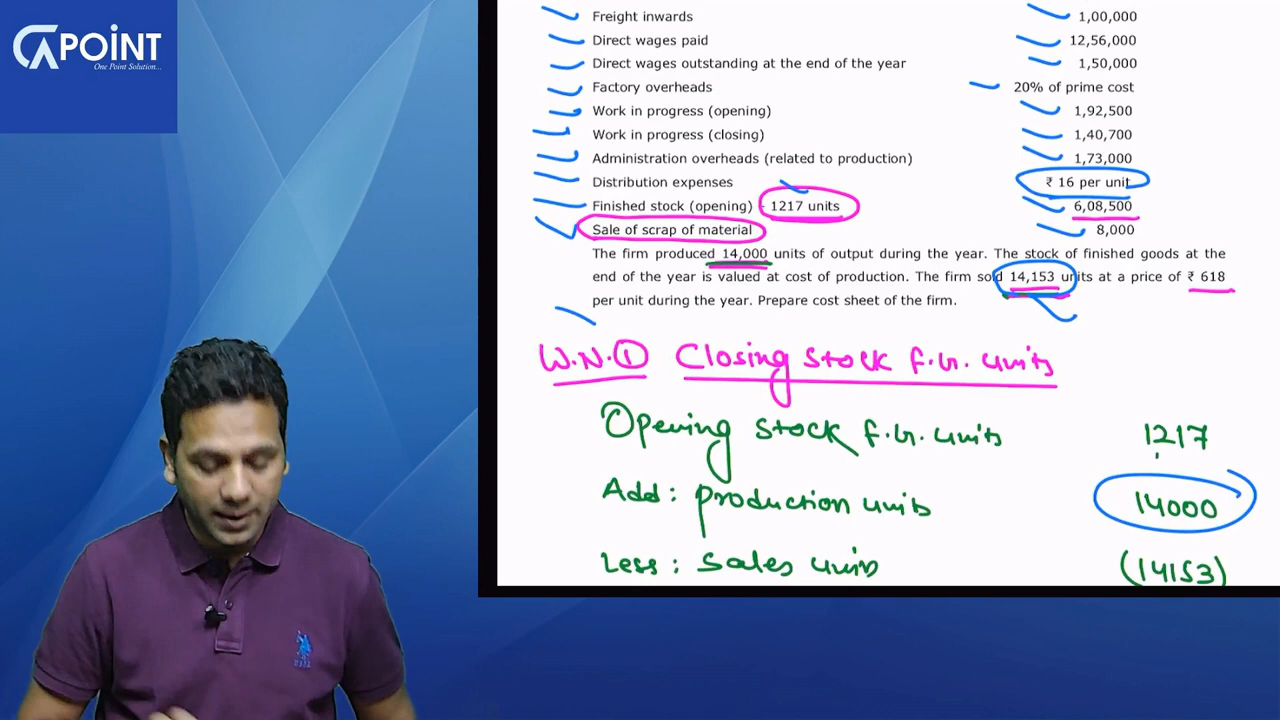 CAPOINT
One Point Solution...
Freight inwards 1,00,000
Direct wages paid 12,56,000
Direct wages outstanding at the end of the year 1,50,000
Factory overheads 20% of prime cost
Work in progress (opening) 1,92,500
Work in progress (closing) 1,40,700
Administration overheads (related to production) 1,73,000
Distribution expenses ₹ 16 per unit
Finished stock (opening) - 1217 units 6,08,500
Sale of scrap of material 8,000
The firm produced 14,000 units of output during the year. The stock of finished goods at the
end of the year is valued at cost of production. The firm sold 14,153 units at a price of ₹ 618
per unit during the year. Prepare cost sheet of the firm.
W.N.① Closing Stock f.G. units
Opening Stock f.G. units 1217
Add: production units 14000
Less: Sales units (14153)